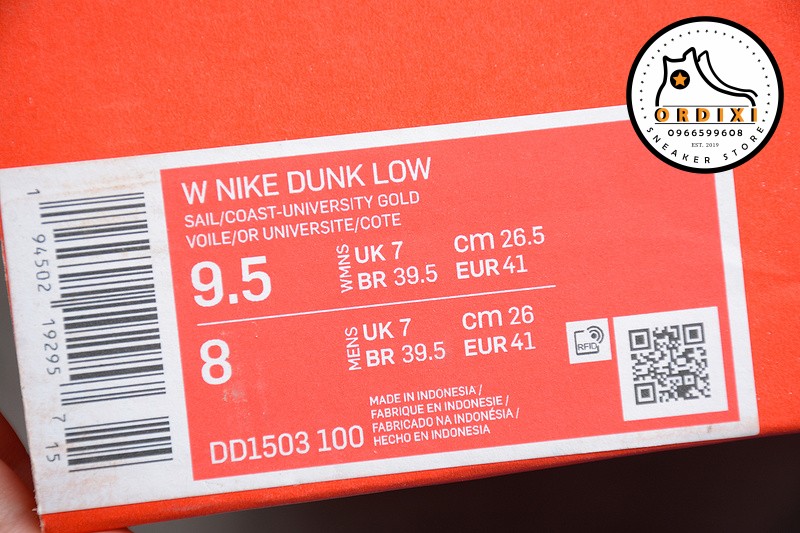 ORDIXI
0966599608
EST. 2019
SNEAKER STORE
W NIKE DUNK LOW
SAIL/COAST-UNIVERSITY GOLD
VOILE/OR UNIVERSITE/COTE
9.5 WMNS UK 7 cm 26.5
BR 39.5 EUR 41
8 MENS UK 7 cm 26
BR 39.5 EUR 41
RFID
MADE IN INDONESIA /
FABRIQUE EN INDONESIE /
FABRICADO NA INDONÉSIA /
HECHO EN INDONESIA
DD1503 100
1 94502 19295 7 15